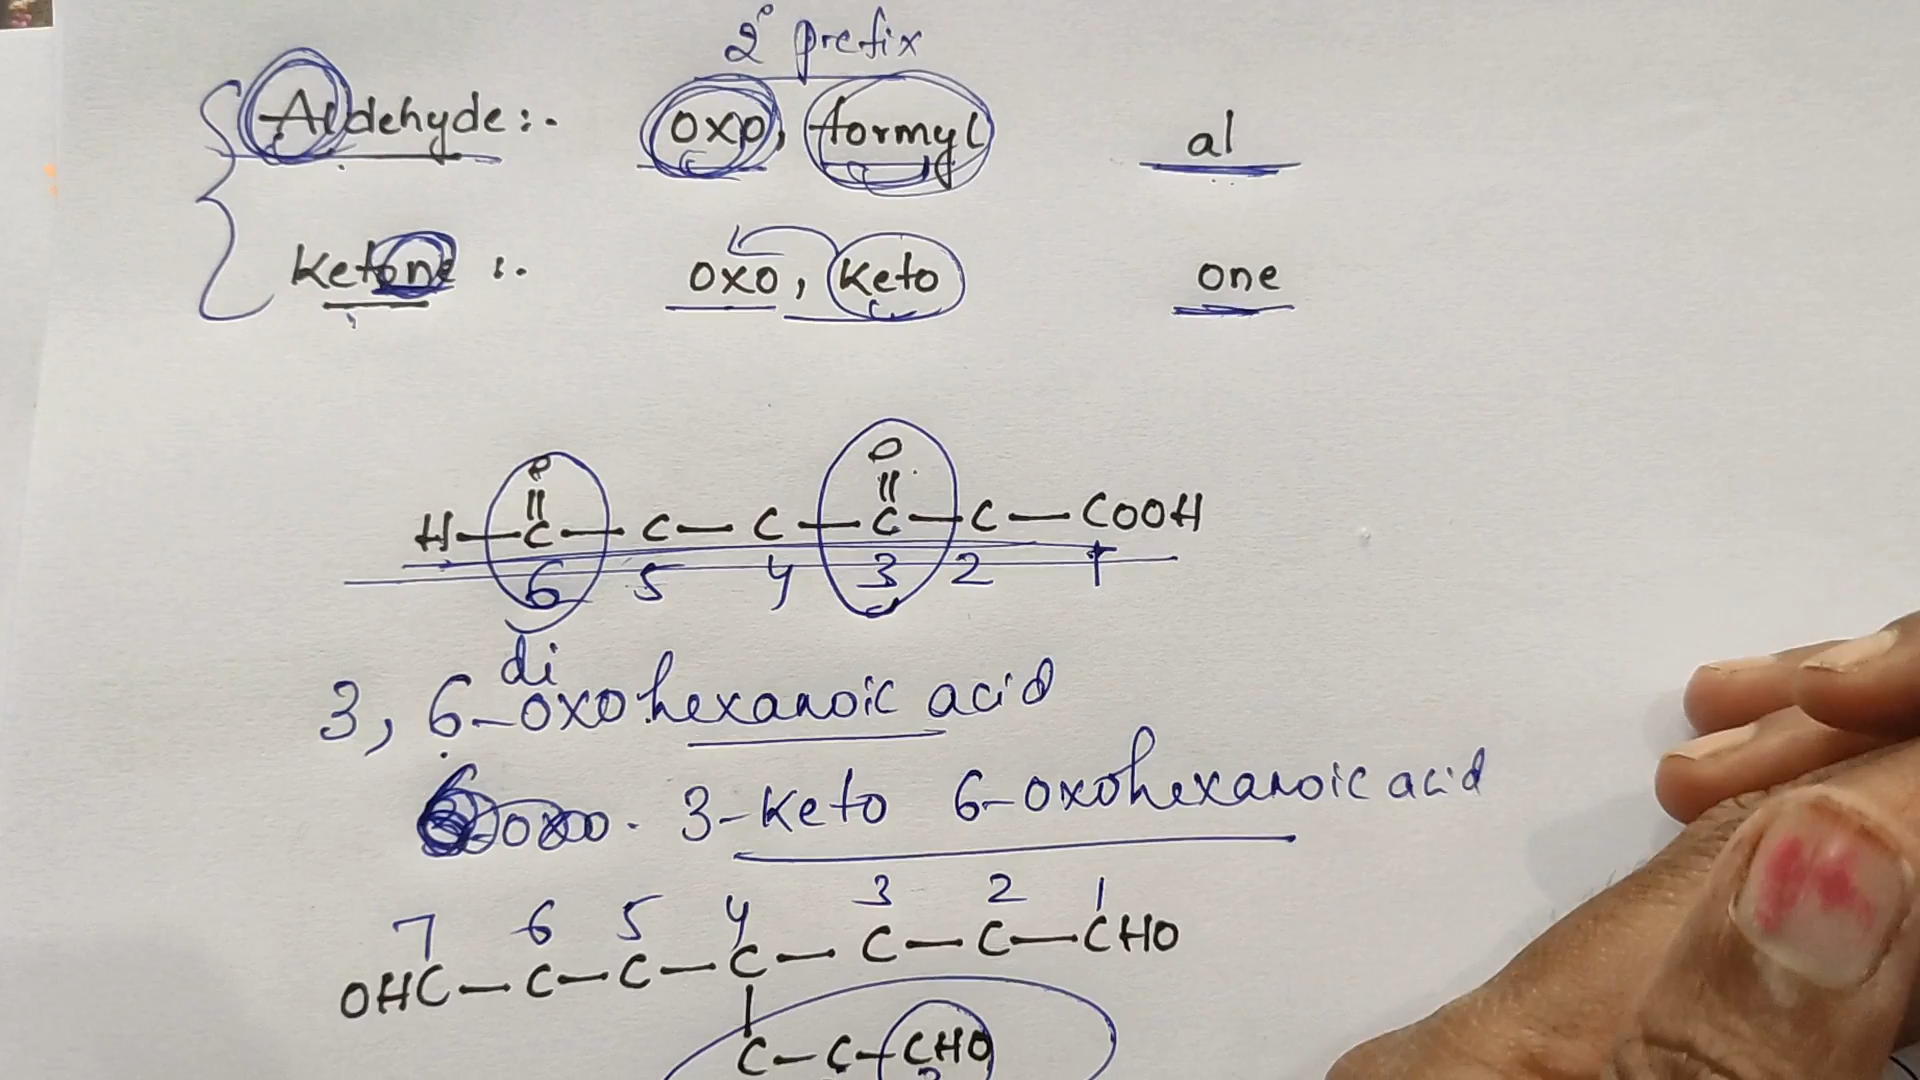 2° prefix
Aldehyde :- oxo, formyl al
Ketone :- oxo, Keto one
O O
|| ||
H—C—C—C—C—C—COOH
6 5 4 3 2 1
di
3, 6-oxohexanoic acid
3-Keto 6-oxohexanoic acid
7 6 5 4 3 2 1
OHC—C—C—C—C—C—CHO
|
C—C—CHO